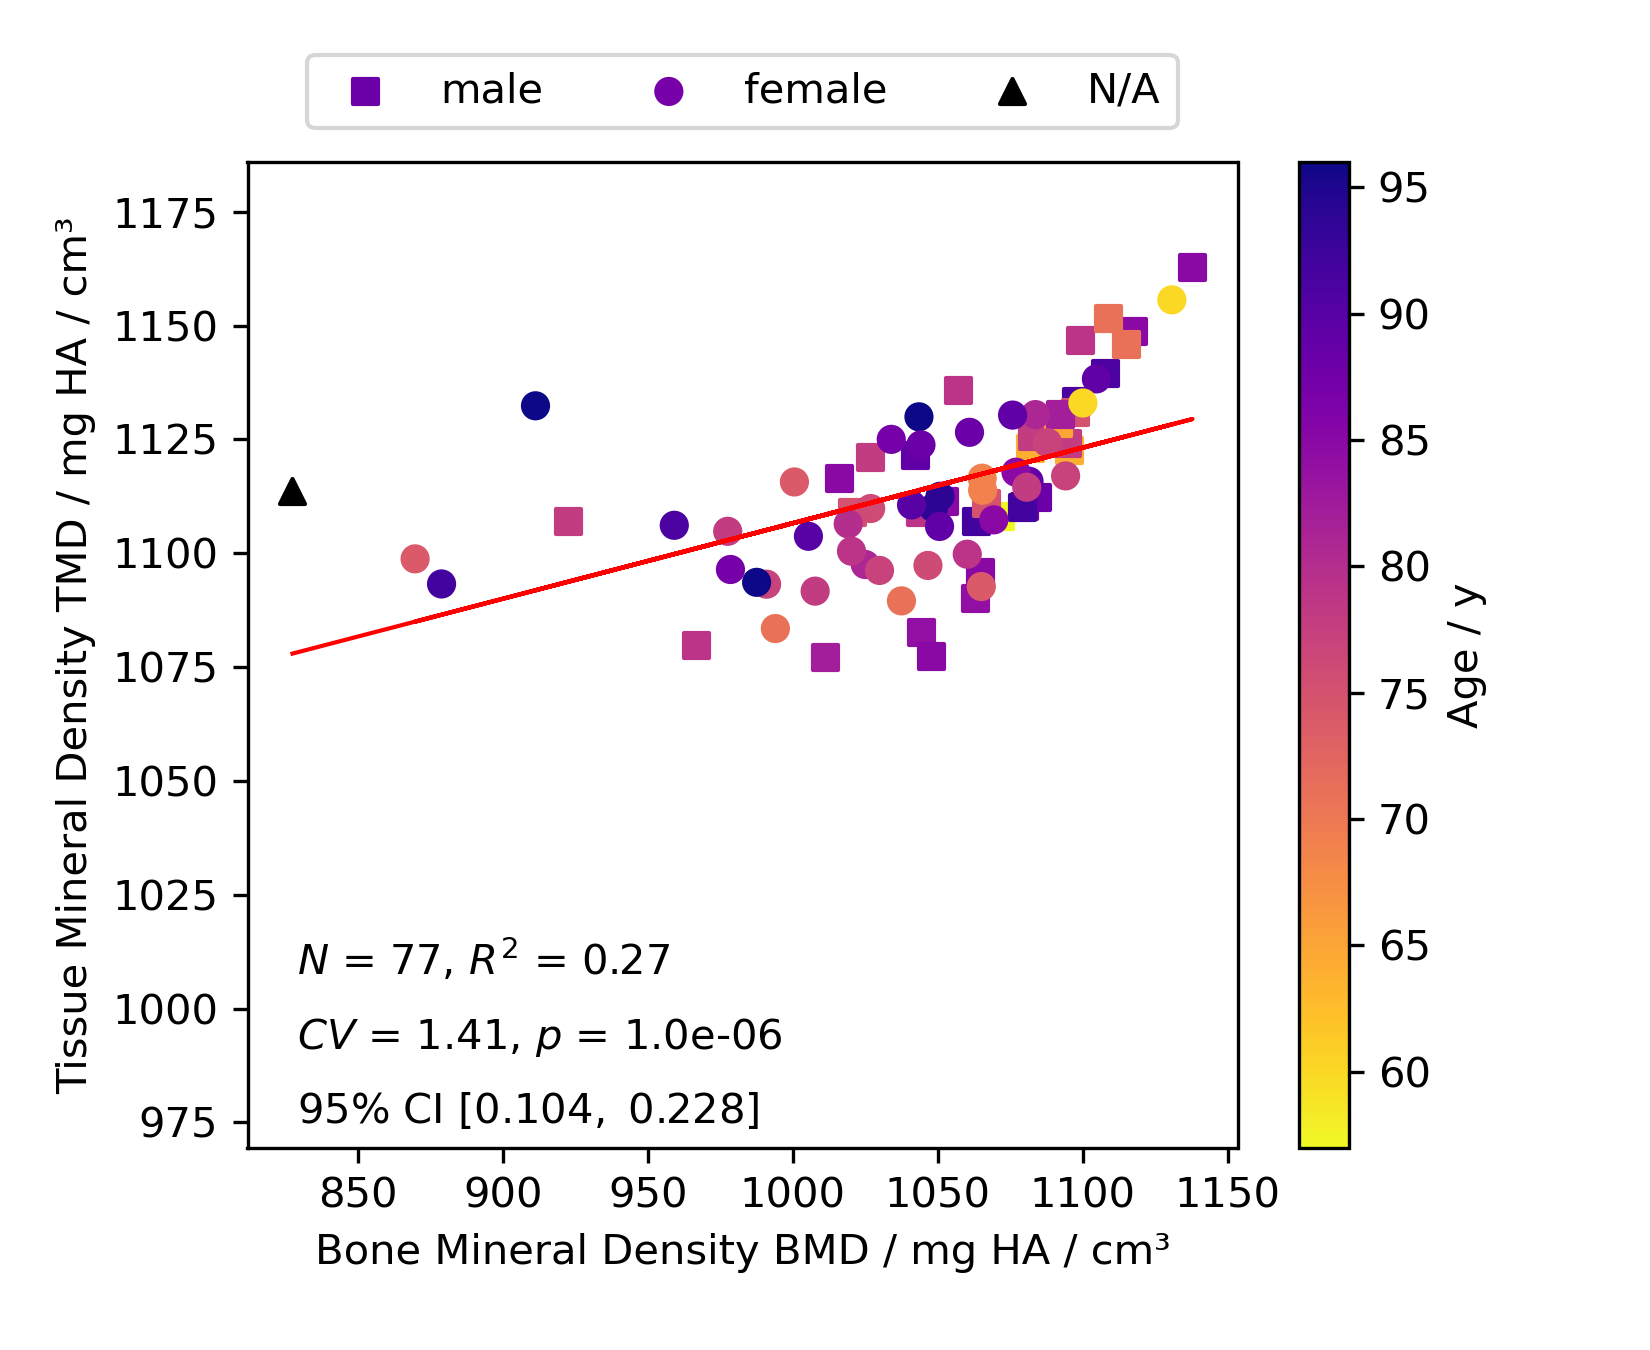 male female N/A
Tissue Mineral Density TMD / mg HA / cm³
1175
1150
1125
1100
1075
1050
1025
1000
975
N = 77, R² = 0.27
CV = 1.41, p = 1.0e-06
95% CI [0.104, 0.228]
850 900 950 1000 1050 1100 1150
Bone Mineral Density BMD / mg HA / cm³
95
90
85
80
75
70
65
60
Age / y